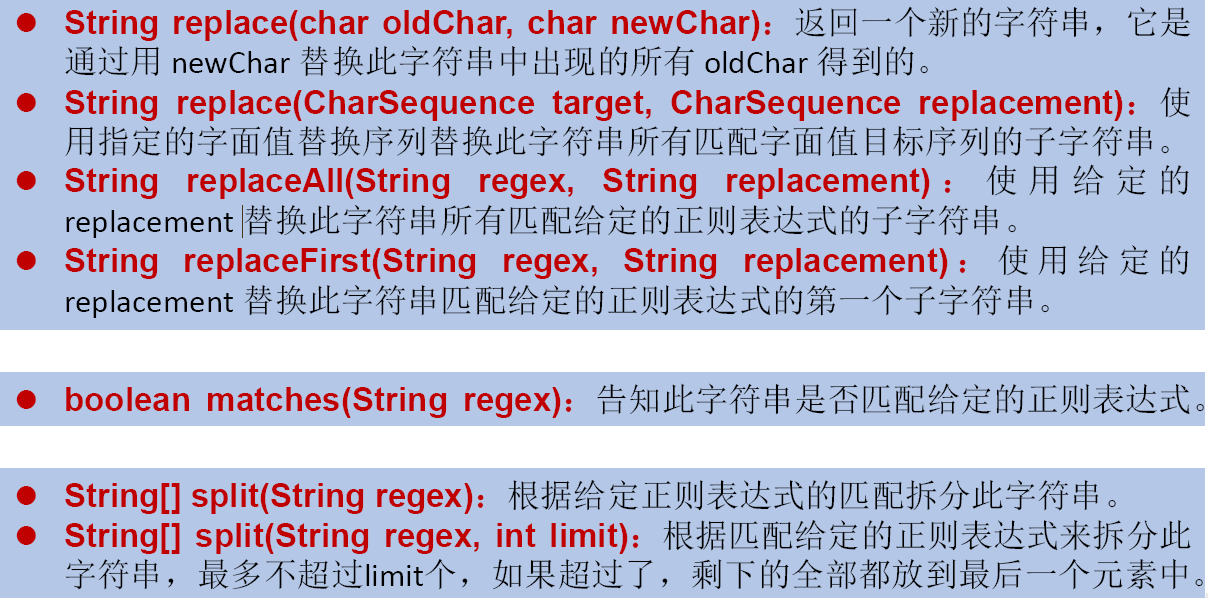 ● String replace(char oldChar, char newChar)：返回一个新的字符串，它是
通过用 newChar 替换此字符串中出现的所有 oldChar 得到的。
● String replace(CharSequence target, CharSequence replacement)：使
用指定的字面值替换序列替换此字符串所有匹配字面值目标序列的子字符串。
● String replaceAll(String regex, String replacement)：使用给定的
replacement 替换此字符串所有匹配给定的正则表达式的子字符串。
● String replaceFirst(String regex, String replacement)：使用给定的
replacement 替换此字符串匹配给定的正则表达式的第一个子字符串。
● boolean matches(String regex)：告知此字符串是否匹配给定的正则表达式。
● String[] split(String regex)：根据给定正则表达式的匹配拆分此字符串。
● String[] split(String regex, int limit)：根据匹配给定的正则表达式来拆分此
字符串，最多不超过limit个，如果超过了，剩下的全部都放到最后一个元素中。